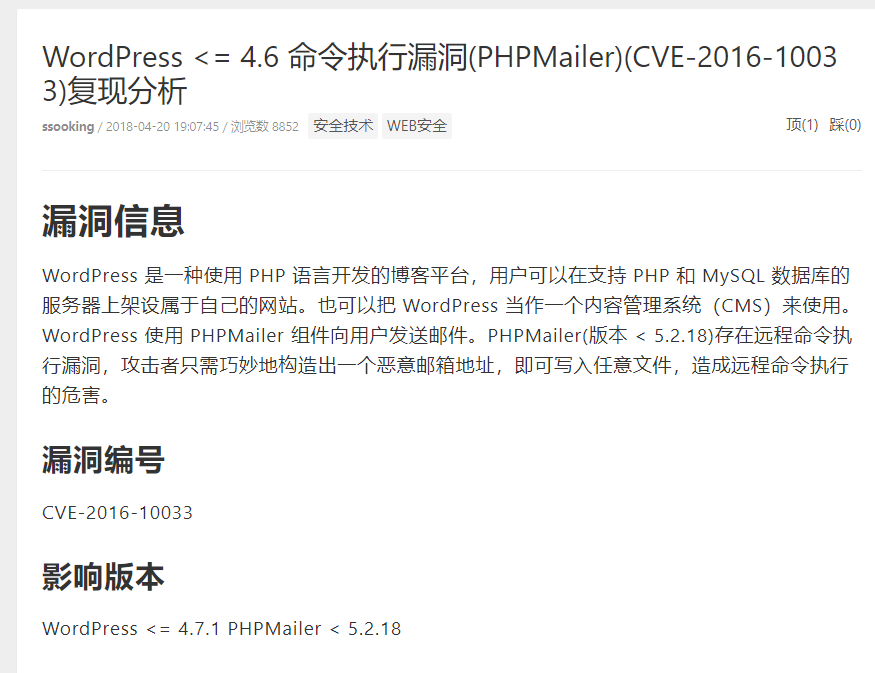 WordPress <= 4.6 命令执行漏洞(PHPMailer)(CVE-2016-1003
3)复现分析
ssooking / 2018-04-20 19:07:45 / 浏览数 8852 安全技术 WEB安全 顶(1) 踩(0)
漏洞信息
WordPress 是一种使用 PHP 语言开发的博客平台，用户可以在支持 PHP 和 MySQL 数据库的
服务器上架设属于自己的网站。也可以把 WordPress 当作一个内容管理系统（CMS）来使用。
WordPress 使用 PHPMailer 组件向用户发送邮件。PHPMailer(版本 < 5.2.18)存在远程命令执
行漏洞，攻击者只需巧妙地构造出一个恶意邮箱地址，即可写入任意文件，造成远程命令执行
的危害。
漏洞编号
CVE-2016-10033
影响版本
WordPress <= 4.7.1 PHPMailer < 5.2.18